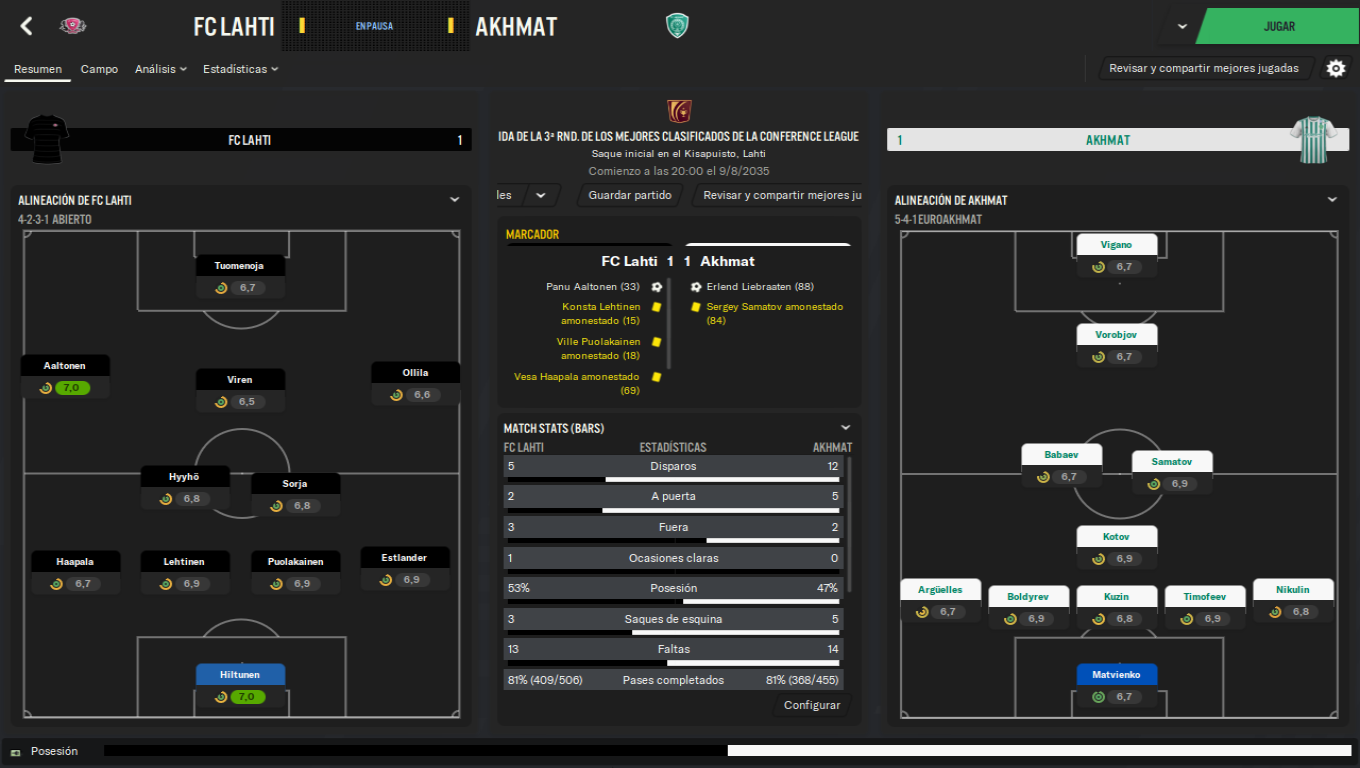 FC LAHTI
EN PAUSA
AKHMAT
JUGAR
Resumen
Campo
Análisis
Estadísticas
Revisar y compartir mejores jugadas
FC LAHTI 1
ALINEACIÓN DE FC LAHTI
4-2-3-1 ABIERTO
Tuomenoja
6,7
Aaltonen
7,0
Viren
6,5
Ollila
6,6
Hyyhö
6,8
Sorja
6,8
Haapala
6,7
Lehtinen
6,9
Puolakainen
6,9
Estlander
6,9
Hiltunen
7,0
IDA DE LA 3ª RND. DE LOS MEJORES CLASIFICADOS DE LA CONFERENCE LEAGUE
Saque inicial en el Kisapuisto, Lahti
Comienzo a las 20:00 el 9/8/2035
les
Guardar partido
Revisar y compartir mejores ju
MARCADOR
FC Lahti 1 1 Akhmat
Panu Aaltonen (33)
Konsta Lehtinen
amonestado (15)
Ville Puolakainen
amonestado (18)
Vesa Haapala amonestado
(69)
Erlend Liebraaten (88)
Sergey Samatov amonestado
(84)
MATCH STATS (BARS)
FC LAHTI ESTADÍSTICAS AKHMAT
5 Disparos 12
2 A puerta 5
3 Fuera 2
1 Ocasiones claras 0
53% Posesión 47%
3 Saques de esquina 5
13 Faltas 14
81% (409/506) Pases completados 81% (368/455)
Configurar
1 AKHMAT
ALINEACIÓN DE AKHMAT
5-4-1 EUROAKHMAT
Vigano
6,7
Vorobjov
6,7
Babaev
6,7
Samatov
6,9
Kotov
6,9
Argüelles
6,7
Boldyrev
6,9
Kuzin
6,8
Timofeev
6,9
Nikulin
6,8
Matvienko
6,7
Posesión